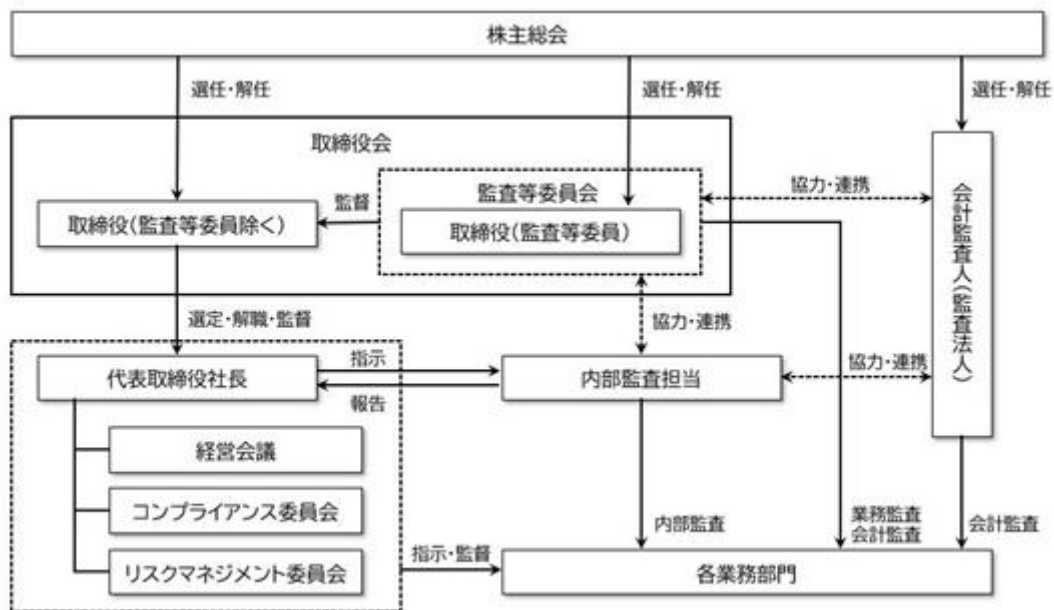 株主総会
選任・解任
選任・解任
選任・解任
取締役会
監査等委員会
協力・連携
監督
取締役(監査等委員除く)
取締役(監査等委員)
会計監査人(監査法人)
選定・解職・監督
協力・連携
代表取締役社長
指示
報告
内部監査担当
協力・連携
経営会議
コンプライアンス委員会
リスクマネジメント委員会
内部監査
業務監査
会計監査
会計監査
指示・監督
各業務部門